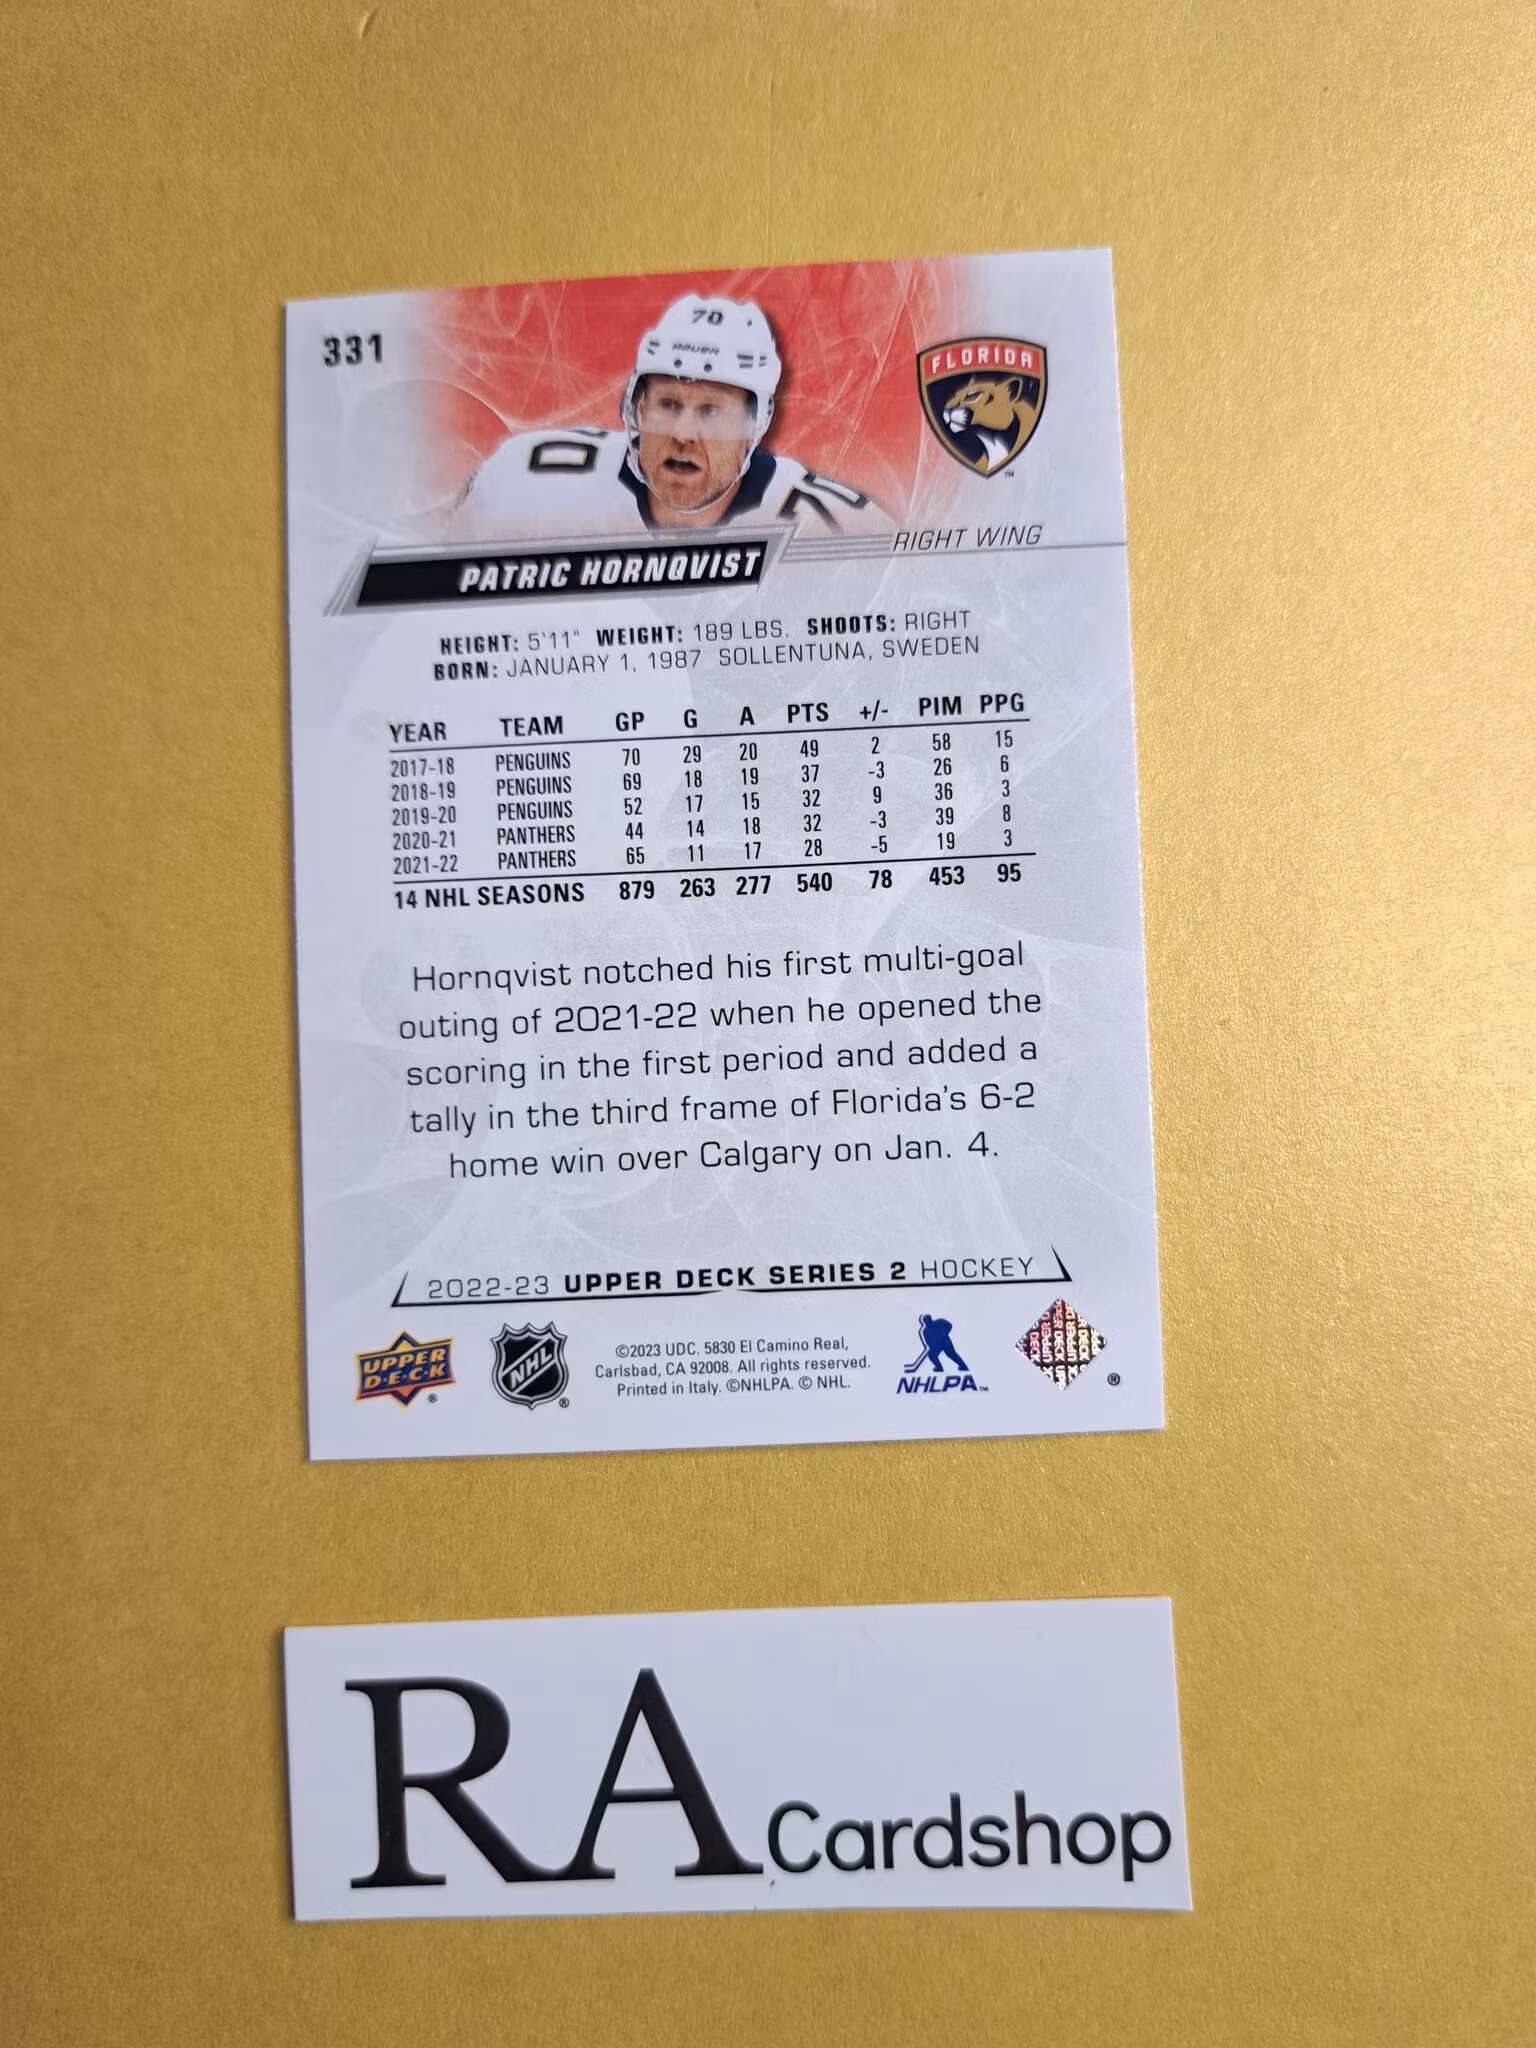 331
70
BAUER
FLORIDA
TM
70
70
RIGHT WING
PATRIC HORNQVIST
HEIGHT: 5'11" WEIGHT: 189 LBS. SHOOTS: RIGHT
BORN: JANUARY 1, 1987 SOLLENTUNA, SWEDEN
YEAR TEAM GP G A PTS +/- PIM PPG
2017-18 PENGUINS 70 29 20 49 2 58 15
2018-19 PENGUINS 69 18 19 37 -3 26 6
2019-20 PENGUINS 52 17 15 32 9 36 3
2020-21 PANTHERS 44 14 18 32 -3 39 8
2021-22 PANTHERS 65 11 17 28 -5 19 3
14 NHL SEASONS 879 263 277 540 78 453 95
Hornqvist notched his first multi-goal
outing of 2021-22 when he opened the
scoring in the first period and added a
tally in the third frame of Florida's 6-2
home win over Calgary on Jan. 4.
2022-23 UPPER DECK SERIES 2 HOCKEY
UPPER
D·E·C·K
®
NHL
®
©2023 UDC. 5830 El Camino Real,
Carlsbad, CA 92008. All rights reserved.
Printed in Italy. ©NHLPA. © NHL.
NHLPA™
®
RA Cardshop